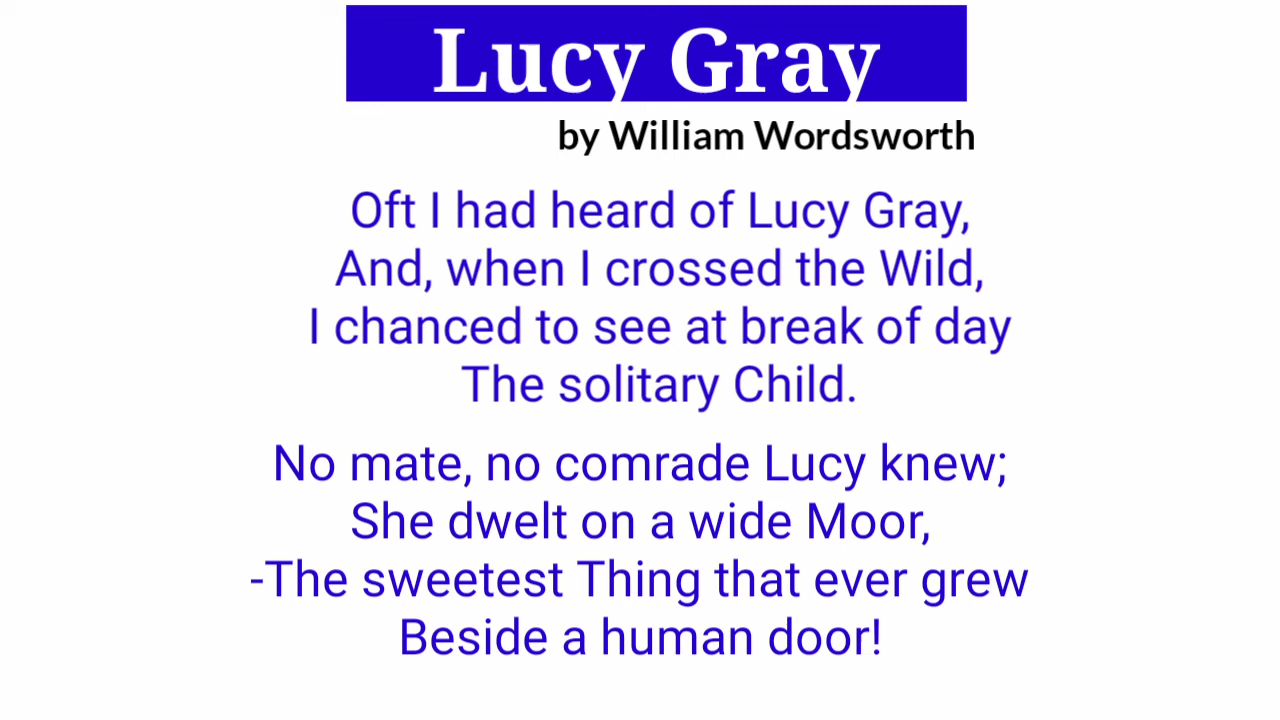 Lucy Gray
by William Wordsworth
Oft I had heard of Lucy Gray,
And, when I crossed the Wild,
I chanced to see at break of day
The solitary Child.
No mate, no comrade Lucy knew;
She dwelt on a wide Moor,
-The sweetest Thing that ever grew
Beside a human door!